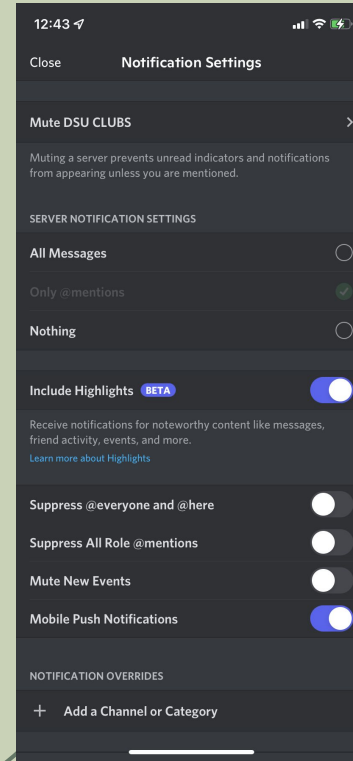 12:43
Close Notification Settings
Mute DSU CLUBS
Muting a server prevents unread indicators and notifications
from appearing unless you are mentioned.
SERVER NOTIFICATION SETTINGS
All Messages
Only @mentions
Nothing
Include Highlights BETA
Receive notifications for noteworthy content like messages,
friend activity, events, and more.
Learn more about Highlights
Suppress @everyone and @here
Suppress All Role @mentions
Mute New Events
Mobile Push Notifications
NOTIFICATION OVERRIDES
+ Add a Channel or Category